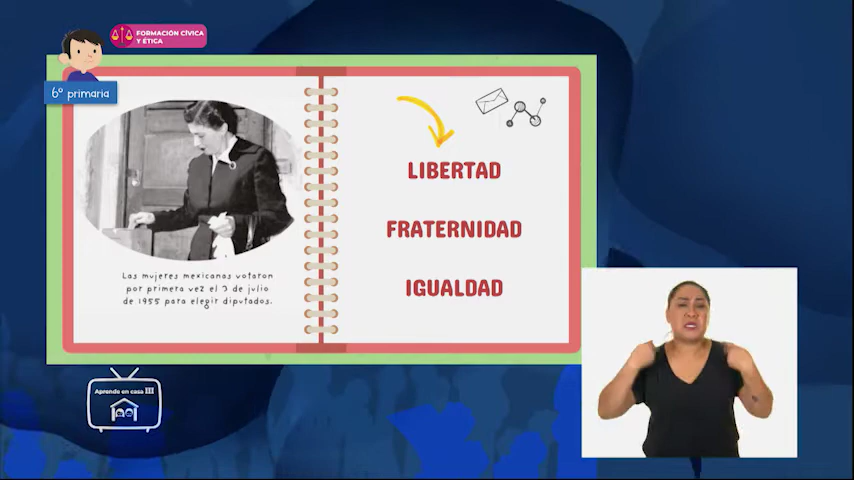 FORMACIÓN CÍVICA
Y ÉTICA
6º primaria
Las mujeres mexicanas votaron
por primera vez el 3 de julio
de 1955 para elegir diputados.
LIBERTAD
FRATERNIDAD
IGUALDAD
Aprende en casa III